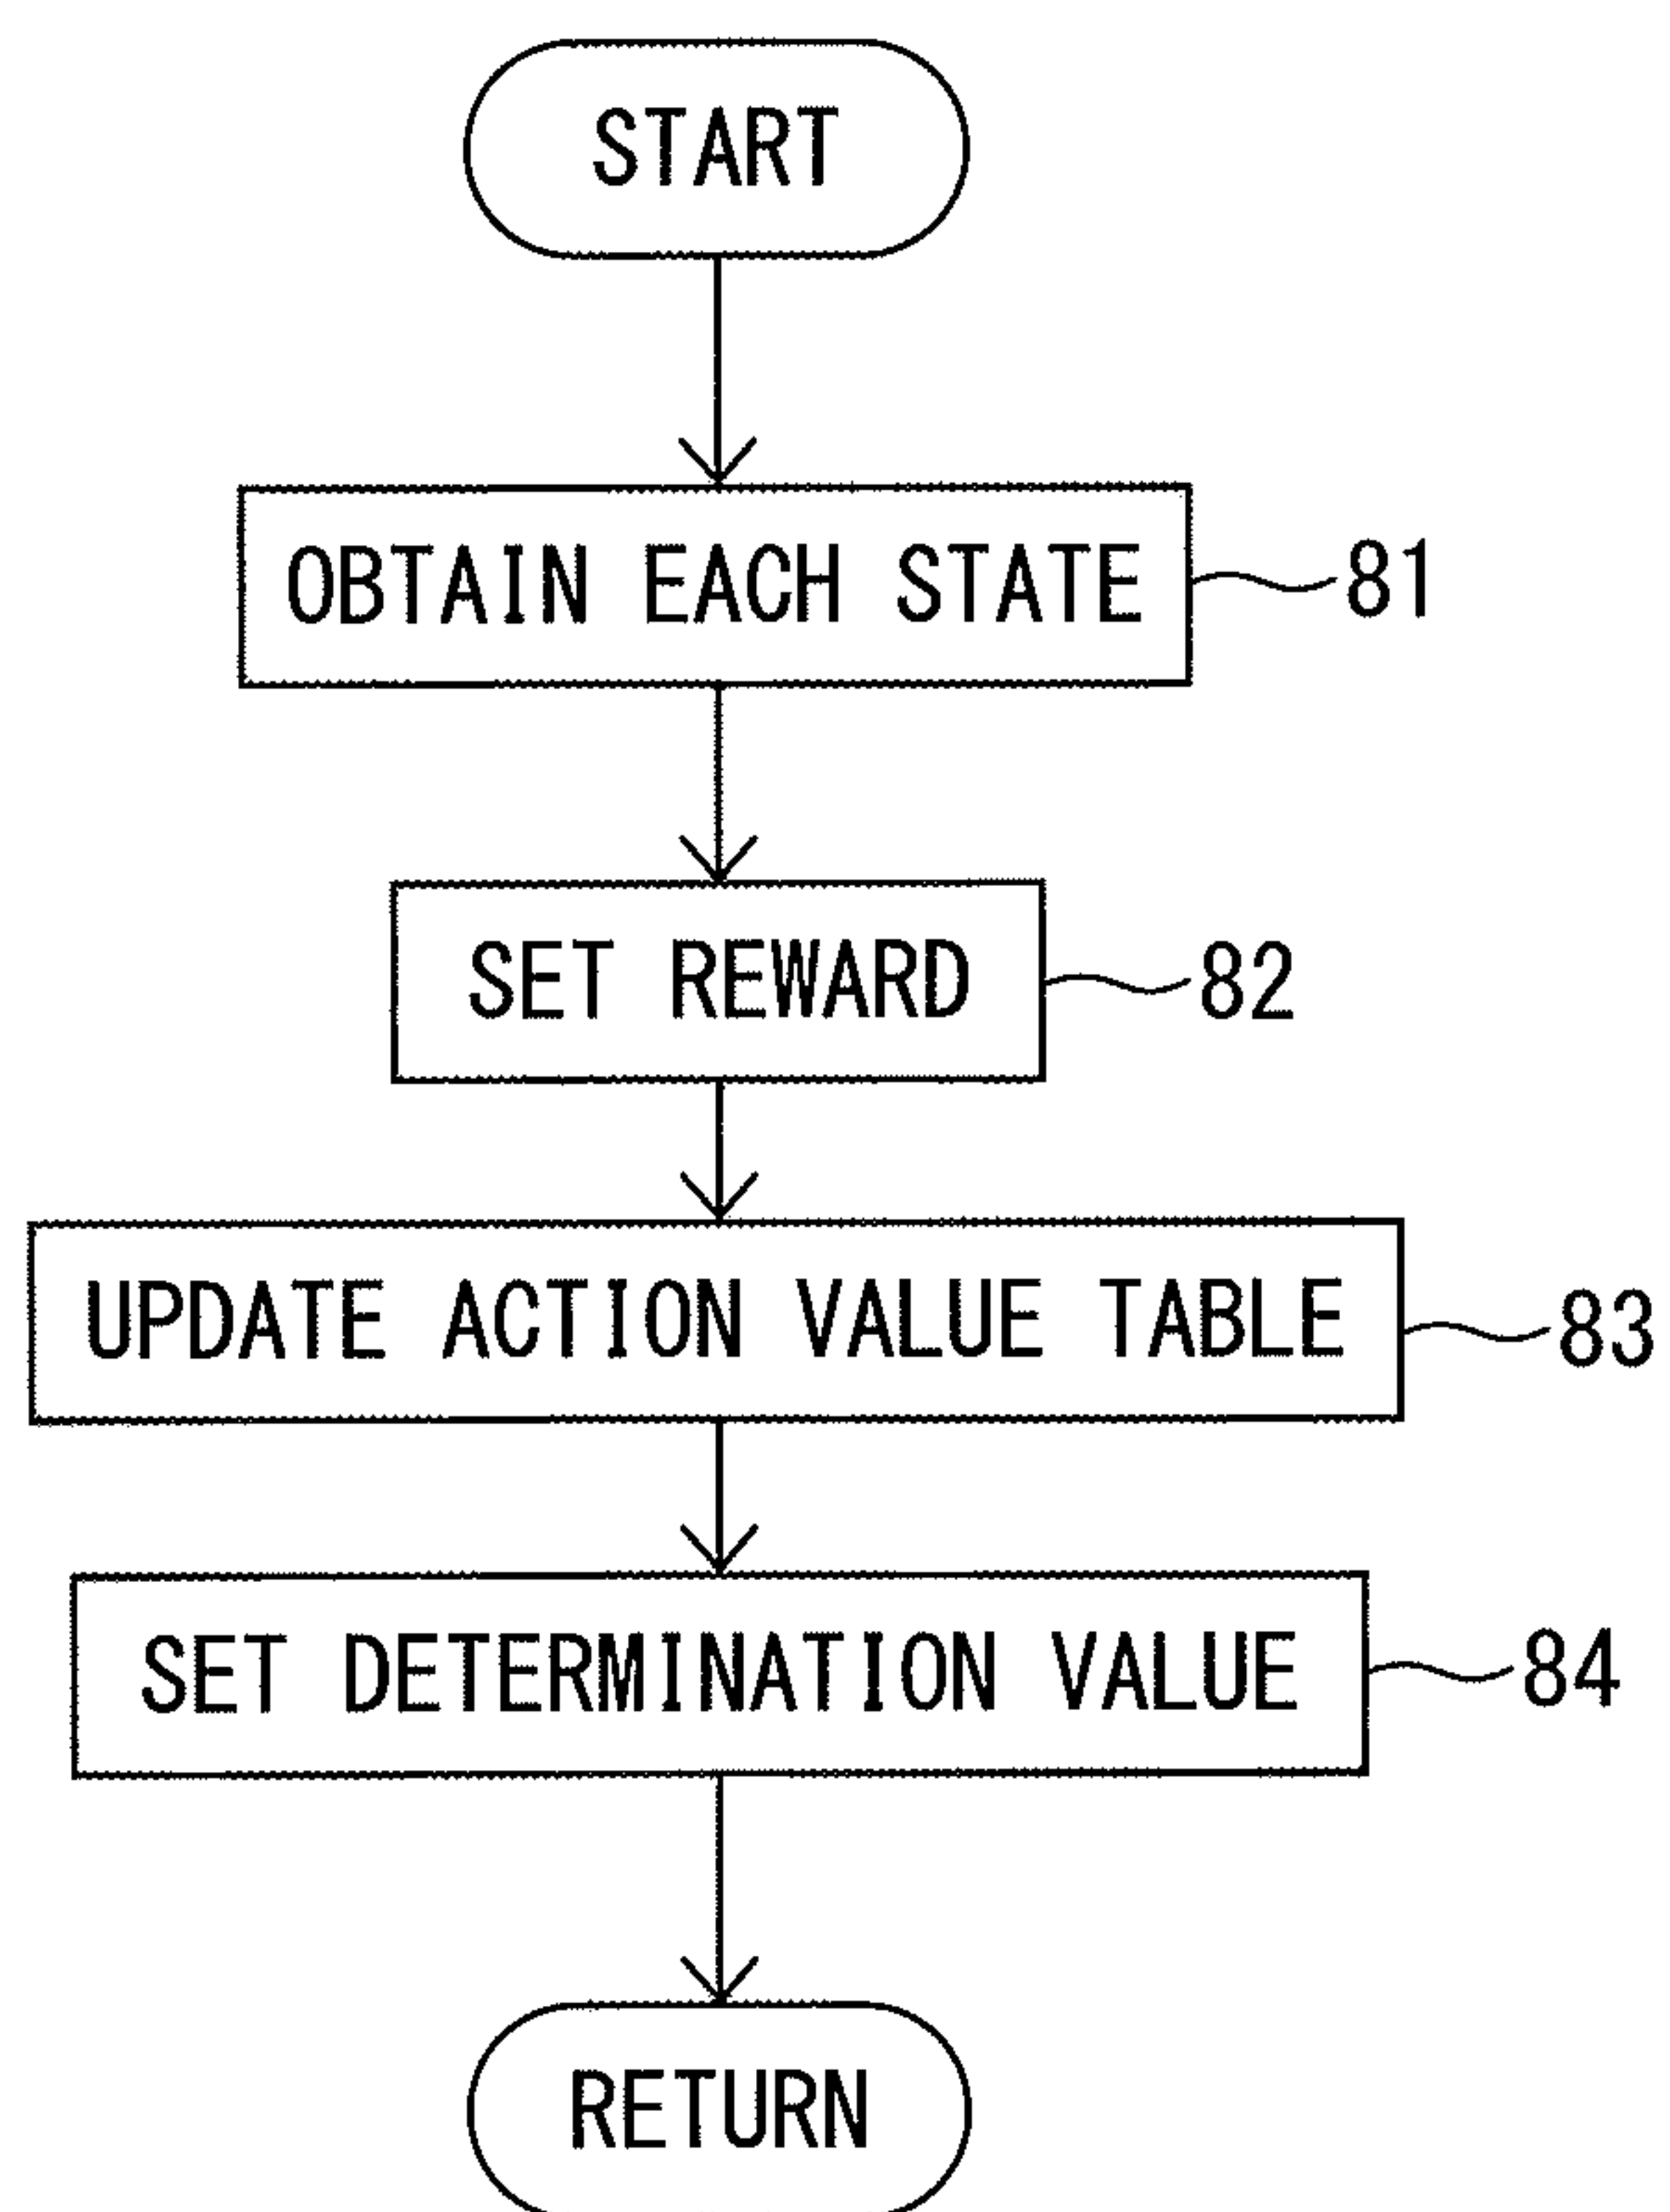 START
OBTAIN EACH STATE 81
SET REWARD 82
UPDATE ACTION VALUE TABLE 83
SET DETERMINATION VALUE 84
RETURN